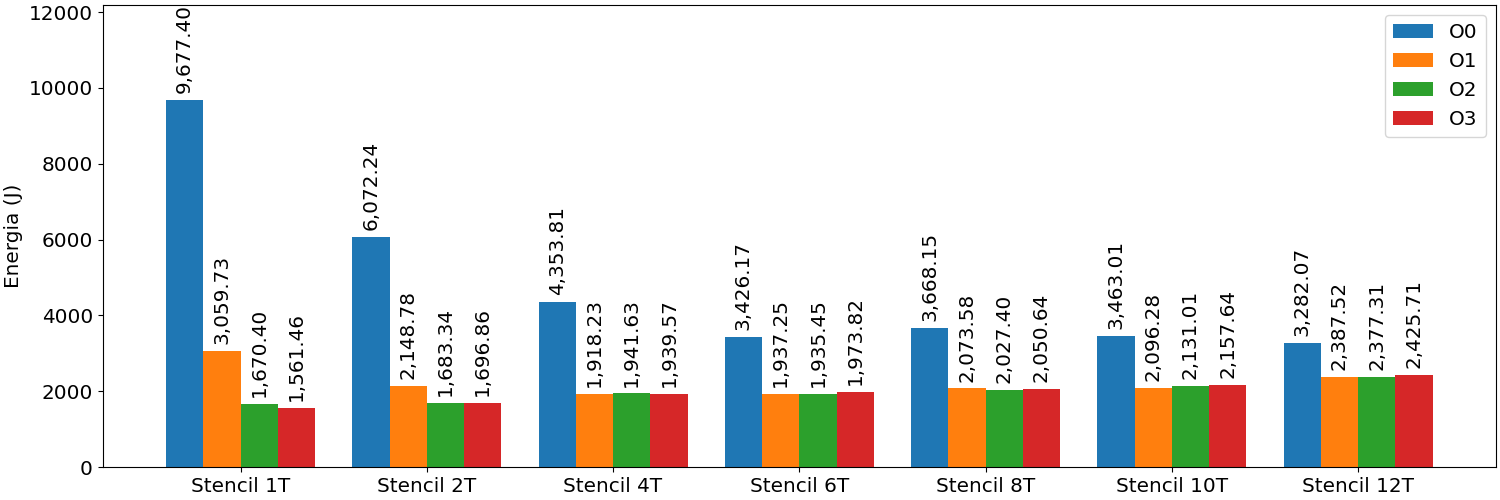 Energia (J)
12000
10000
8000
6000
4000
2000
0
9,677.40
3,059.73
1,670.40
1,561.46
6,072.24
2,148.78
1,683.34
1,696.86
4,353.81
1,918.23
1,941.63
1,939.57
3,426.17
1,937.25
1,935.45
1,973.82
3,668.15
2,073.58
2,027.40
2,050.64
3,463.01
2,096.28
2,131.01
2,157.64
3,282.07
2,387.52
2,377.31
2,425.71
O0
O1
O2
O3
Stencil 1T
Stencil 2T
Stencil 4T
Stencil 6T
Stencil 8T
Stencil 10T
Stencil 12T